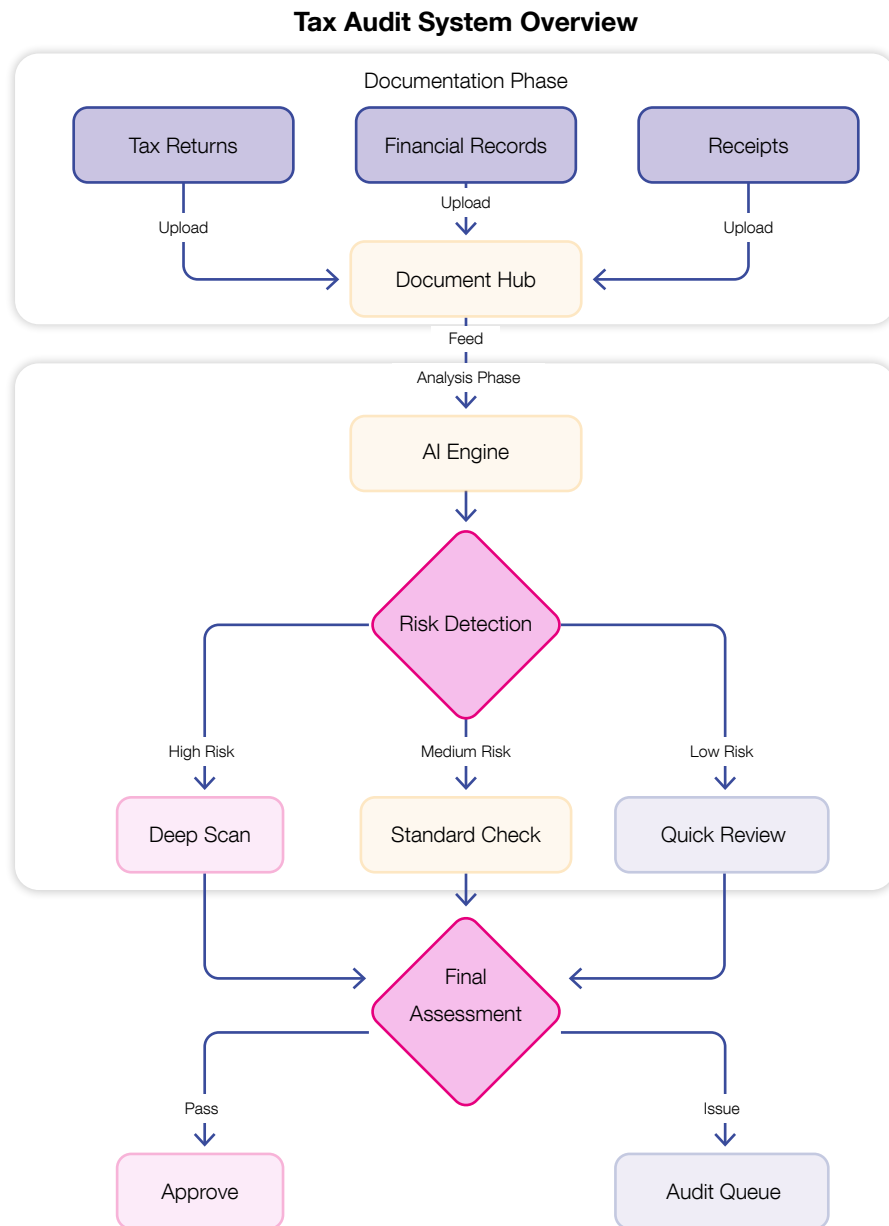 Tax Audit System Overview
Documentation Phase
Tax Returns
Financial Records
Receipts
Upload
Upload
Upload
Document Hub
Feed
Analysis Phase
AI Engine
Risk Detection
High Risk
Medium Risk
Low Risk
Deep Scan
Standard Check
Quick Review
Final
Assessment
Pass
Issue
Approve
Audit Queue